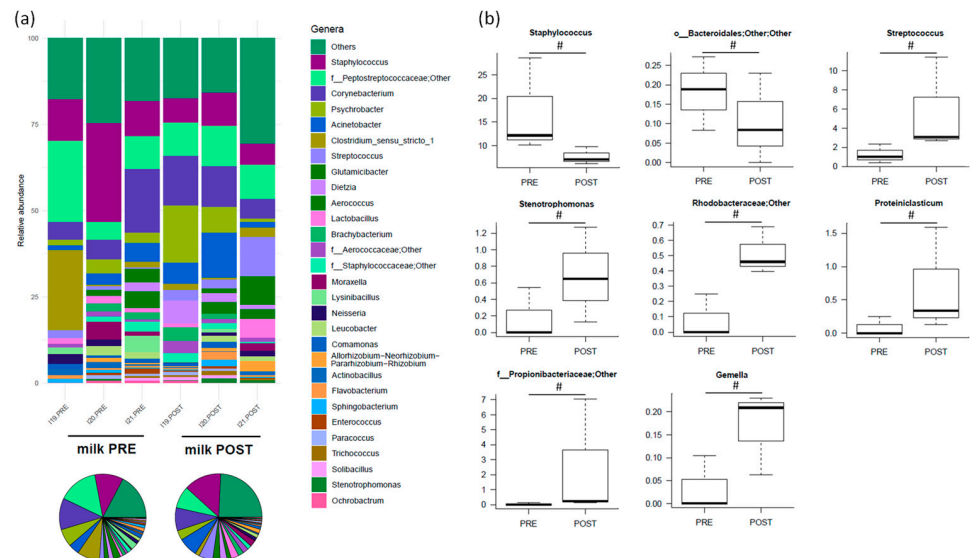 (a)
100
75
50
25
0
Relative abundance
I19.PRE
I20.PRE
I21.PRE
I19.POST
I20.POST
I21.POST
milk PRE
milk POST
Genera
Others
Staphylococcus
f__Peptostreptococcaceae;Other
Corynebacterium
Psychrobacter
Acinetobacter
Clostridium_sensu_stricto_1
Streptococcus
Glutamicibacter
Dietzia
Aerococcus
Lactobacillus
Brachybacterium
f__Aerococcaceae;Other
f__Staphylococcaceae;Other
Moraxella
Lysinibacillus
Neisseria
Leucobacter
Comamonas
Allorhizobium-Neorhizobium-
Pararhizobium-Rhizobium
Actinobacillus
Flavobacterium
Sphingobacterium
Enterococcus
Paracoccus
Trichococcus
Solibacillus
Stenotrophomonas
Ochrobactrum
(b)
Staphylococcus
#
25
20
15
10
PRE POST
o__Bacteroidales;Other;Other
#
0.25
0.20
0.15
0.10
0.05
0.00
PRE POST
Streptococcus
#
10
8
6
4
2
0
PRE POST
Stenotrophomonas
#
1.2
1.0
0.8
0.6
0.4
0.2
0.0
PRE POST
Rhodobacteraceae;Other
#
0.7
0.6
0.5
0.4
0.3
0.2
0.1
0.0
PRE POST
Proteiniclasticum
#
1.5
1.0
0.5
0.0
PRE POST
f__Propionibacteriaceae;Other
#
7
6
5
4
3
2
1
0
PRE POST
Gemella
#
0.20
0.15
0.10
0.05
0.00
PRE POST